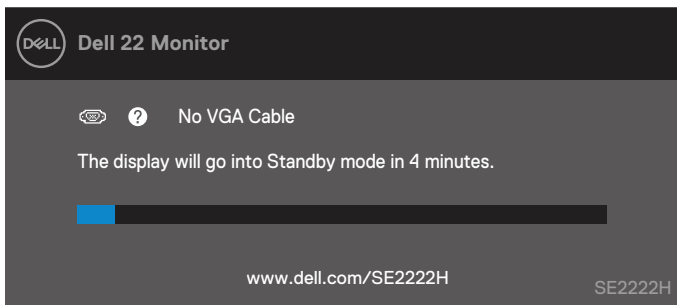 DELL
Dell 22 Monitor
? No VGA Cable
The display will go into Standby mode in 4 minutes.
www.dell.com/SE2222H
SE2222H